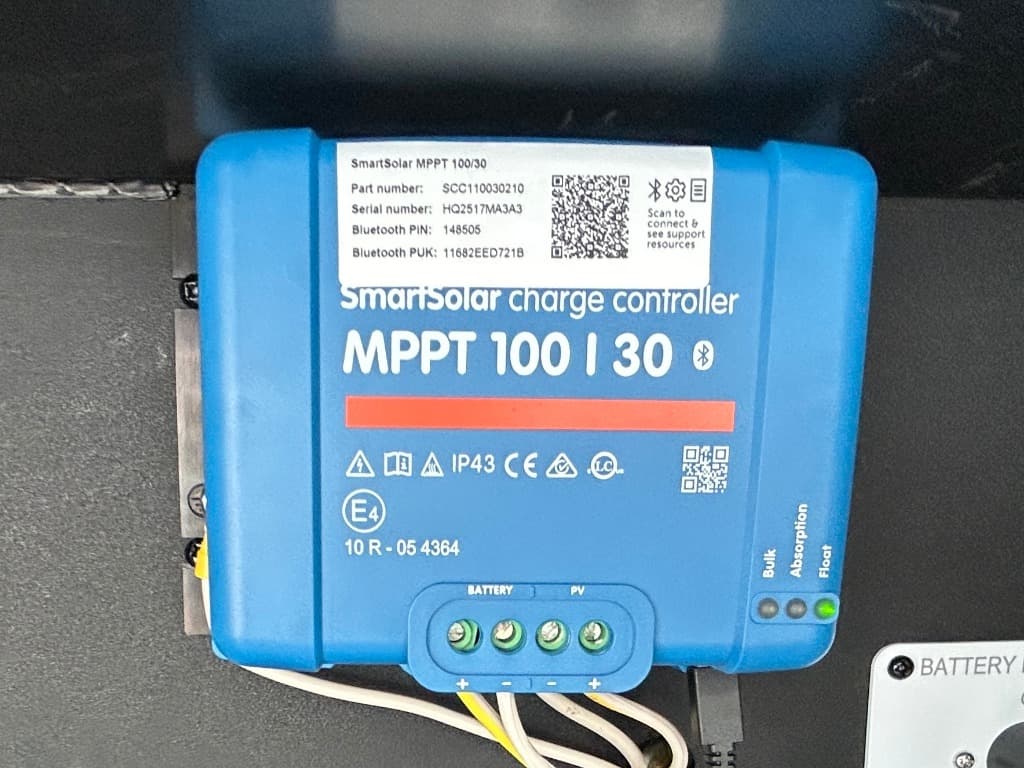 SmartSolar MPPT 100/30
Part number: SCC110030210
Serial number: HQ2517MA3A3
Bluetooth PIN: 148505
Bluetooth PUK: 11682EED721B
Scan to
connect &
see support
resources
SmartSolar charge controller
MPPT 100 | 30
IP43 CE
E4
10 R - 05 4364
Bulk
Absorption
Float
BATTERY PV
+ - - +
BATTERY